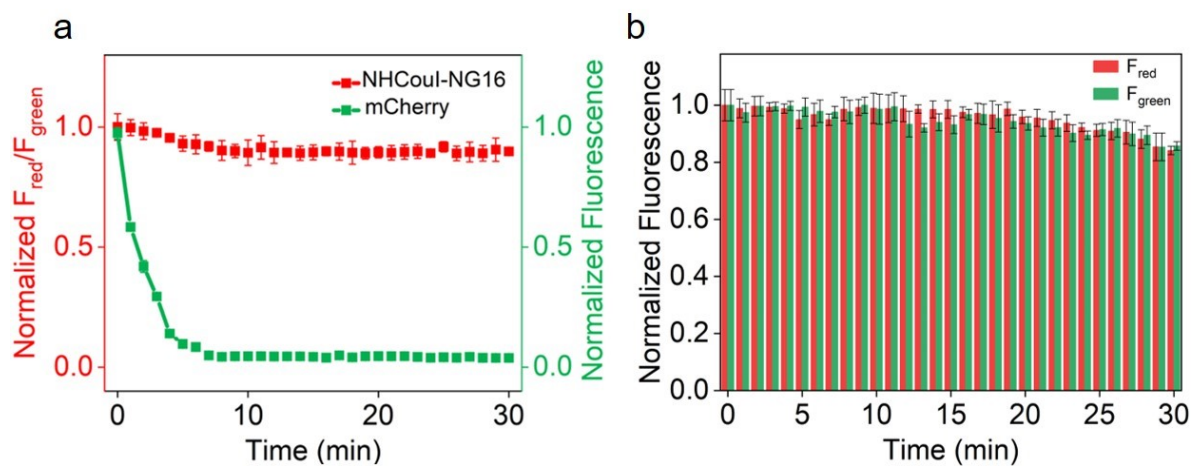 a
NHCouI-NG16
mCherry
Normalized F_red/F_green
1.0
0.5
0.0
1.0
0.5
0.0
Normalized Fluorescence
0 10 20 30
Time (min)
b
F_red
F_green
Normalized Fluorescence
1.0
0.8
0.6
0.4
0.2
0.0
0 5 10 15 20 25 30
Time (min)